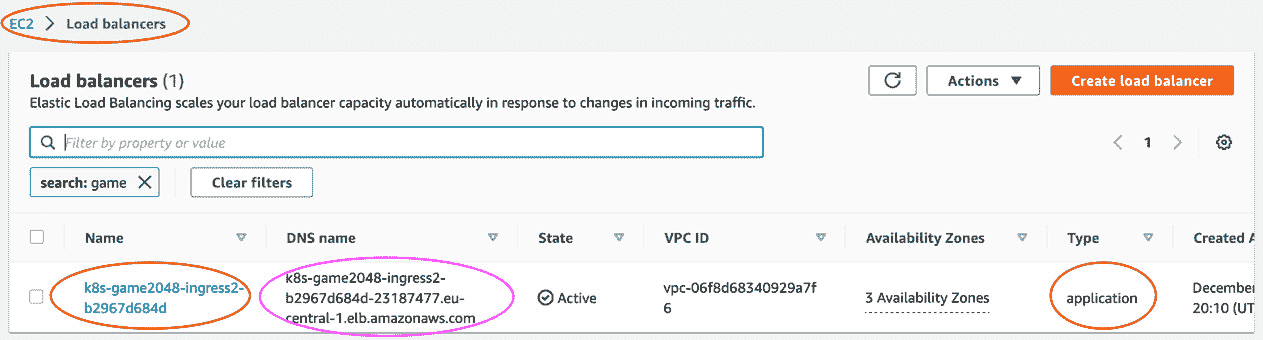 EC2 > Load balancers
Load balancers (1)
Actions
Create load balancer
Elastic Load Balancing scales your load balancer capacity automatically in response to changes in incoming traffic.
Filter by property or value
1
search: game
Clear filters
Name
DNS name
State
VPC ID
Availability Zones
Type
Created A
k8s-game2048-ingress2-
b2967d684d
k8s-game2048-ingress2-
b2967d684d-23187477.eu-
central-1.elb.amazonaws.com
Active
vpc-06f8d68340929a7f
6
3 Availability Zones
application
December
20:10 (UT